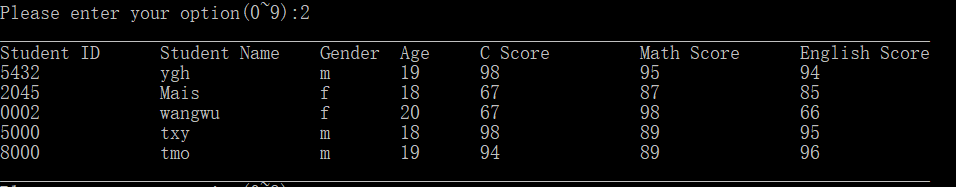 Please enter your option(0~9):2
Student ID Student Name Gender Age C Score Math Score English Score
5432 ygh m 19 98 95 94
2045 Mais f 18 67 87 85
0002 wangwu f 20 67 98 66
5000 txy m 18 98 89 95
8000 tmo m 19 94 89 96